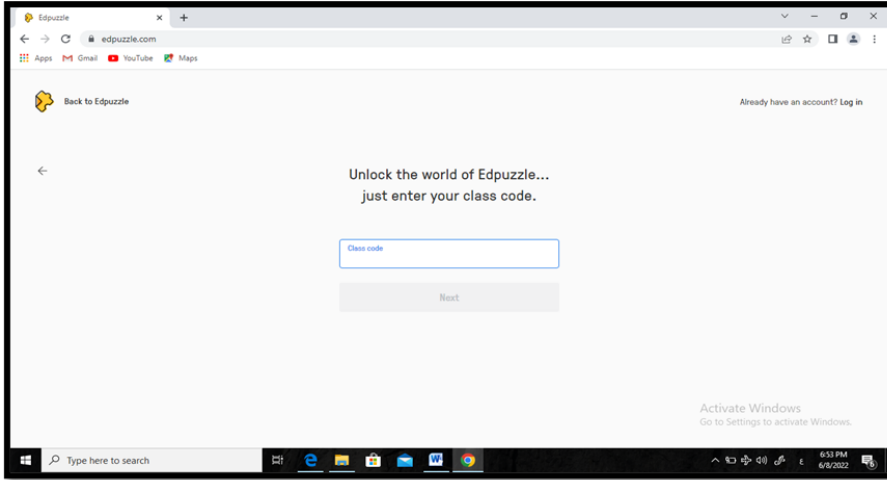 Edpuzzle
edpuzzle.com
Apps Gmail YouTube Maps
Back to Edpuzzle
Already have an account? Log in
Unlock the world of Edpuzzle...
just enter your class code.
Class code
Next
Activate Windows
Go to Settings to activate Windows.
Type here to search
ع
6:53 PM
6/8/2022
6